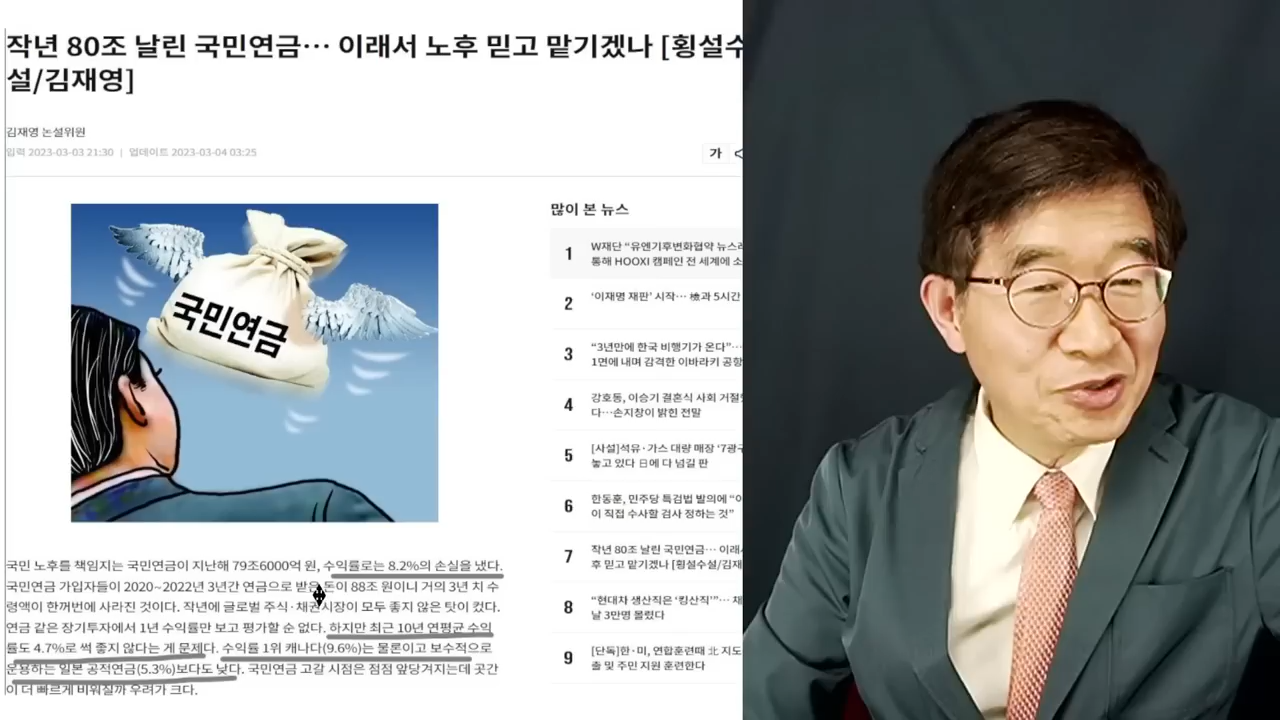 작년 80조 날린 국민연금… 이래서 노후 믿고 맡기겠나 [횡설수
설/김재영]
김재영 논설위원
입력 2023-03-03 21:30 | 업데이트 2023-03-04 03:25
가
국민연금
국민 노후를 책임지는 국민연금이 지난해 79조6000억 원, 수익률로는 8.2%의 손실을 냈다.
국민연금 가입자들이 2020~2022년 3년간 연금으로 받은 돈이 88조 원이니 거의 3년 치 수
령액이 한꺼번에 사라진 것이다. 작년에 글로벌 주식·채권시장이 모두 좋지 않은 탓이 컸다.
연금 같은 장기투자에서 1년 수익률만 보고 평가할 순 없다. 하지만 최근 10년 연평균 수익
률도 4.7%로 썩 좋지 않다는 게 문제다. 수익률 1위 캐나다(9.6%)는 물론이고 보수적으로
운용하는 일본 공적연금(5.3%)보다도 낮다. 국민연금 고갈 시점은 점점 앞당겨지는데 곳간
이 더 빠르게 비워질까 우려가 크다.
많이 본 뉴스
1 W재단 “유엔기후변화협약 뉴스레
통해 HOOXI 캠페인 전 세계에 소
2 ‘이재명 재판’ 시작… 檢과 5시간
3 “3년만에 한국 비행기가 온다”…
1면에 내며 감격한 이바라키 공항
4 강호동, 이승기 결혼식 사회 거절했
다…손지창이 밝힌 전말
5 [사설]석유·가스 대량 매장 ‘7광구
놓고 있다 日에 다 넘길 판
6 한동훈, 민주당 특검법 발의에 “이
이 직접 수사할 검사 정하는 것”
7 작년 80조 날린 국민연금… 이래서
후 믿고 맡기겠나 [횡설수설/김재
8 “현대차 생산직은 ‘킹산직’”… 채
날 3만명 몰렸다
9 [단독]한·미, 연합훈련때 北 지도
출 및 주민 지원 훈련한다